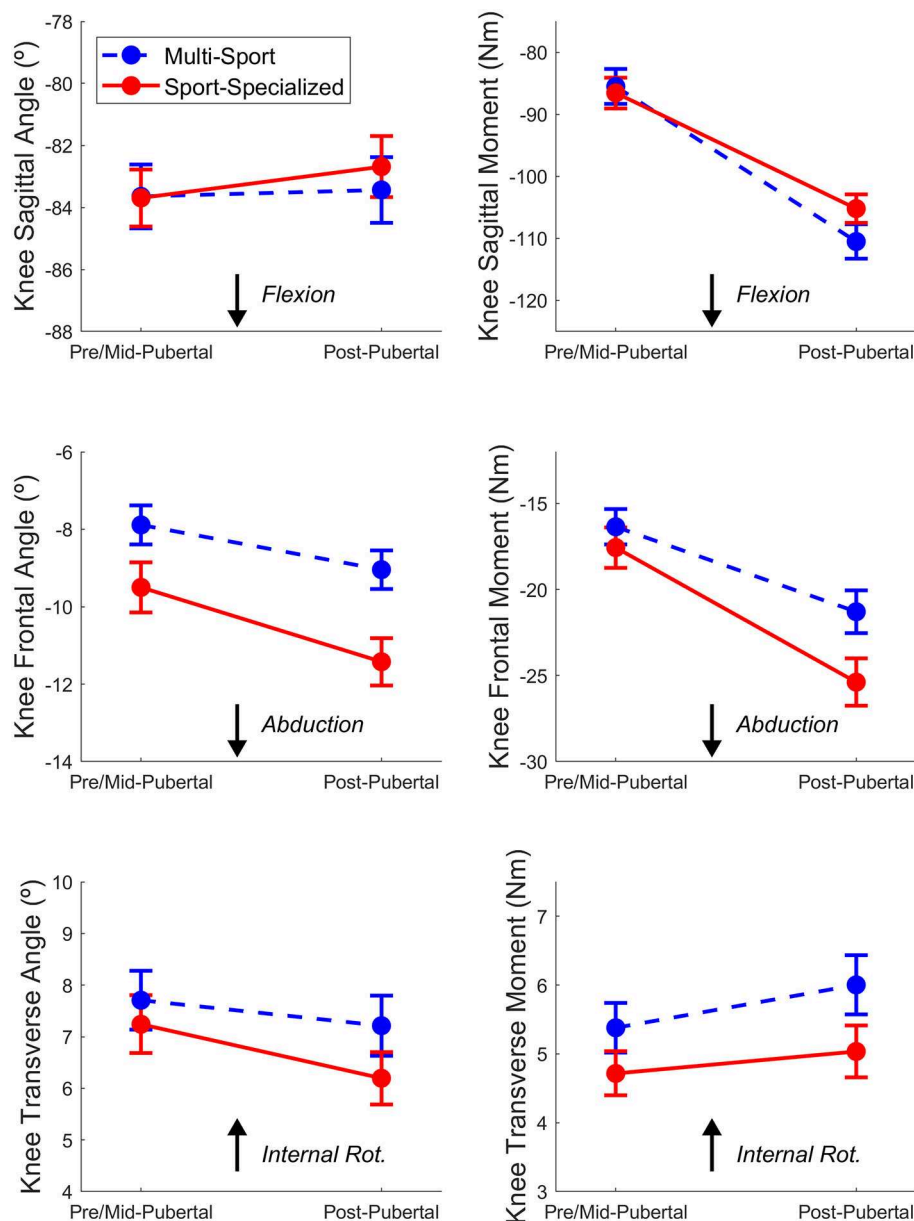 Knee Sagittal Angle (º)
-78
-80
-82
-84
-86
-88
Multi-Sport
Sport-Specialized
Flexion
Pre/Mid-Pubertal
Post-Pubertal
Knee Sagittal Moment (Nm)
-80
-90
-100
-110
-120
Flexion
Pre/Mid-Pubertal
Post-Pubertal
Knee Frontal Angle (º)
-6
-8
-10
-12
-14
Abduction
Pre/Mid-Pubertal
Post-Pubertal
Knee Frontal Moment (Nm)
-15
-20
-25
-30
Abduction
Pre/Mid-Pubertal
Post-Pubertal
Knee Transverse Angle (º)
10
9
8
7
6
5
4
Internal Rot.
Pre/Mid-Pubertal
Post-Pubertal
Knee Transverse Moment (Nm)
7
6
5
4
3
Internal Rot.
Pre/Mid-Pubertal
Post-Pubertal